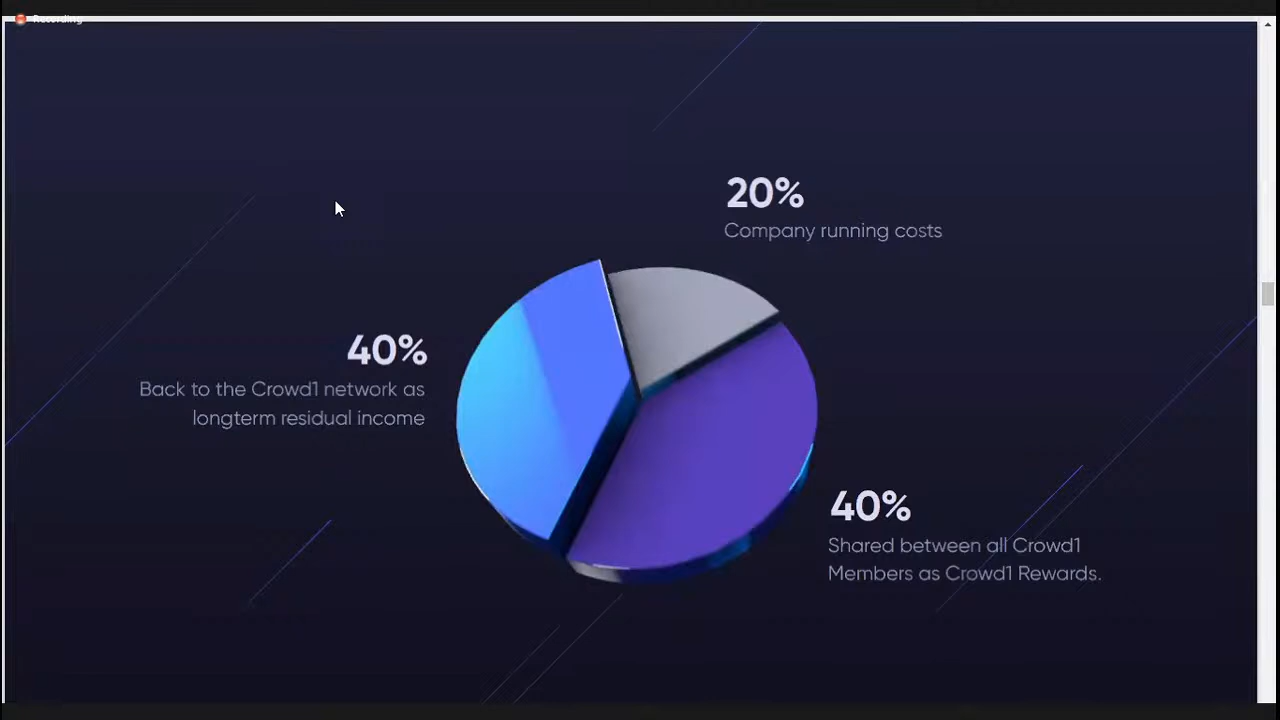 Recording
20%
Company running costs
40%
Back to the Crowd1 network as
longterm residual income
40%
Shared between all Crowd1
Members as Crowd1 Rewards.